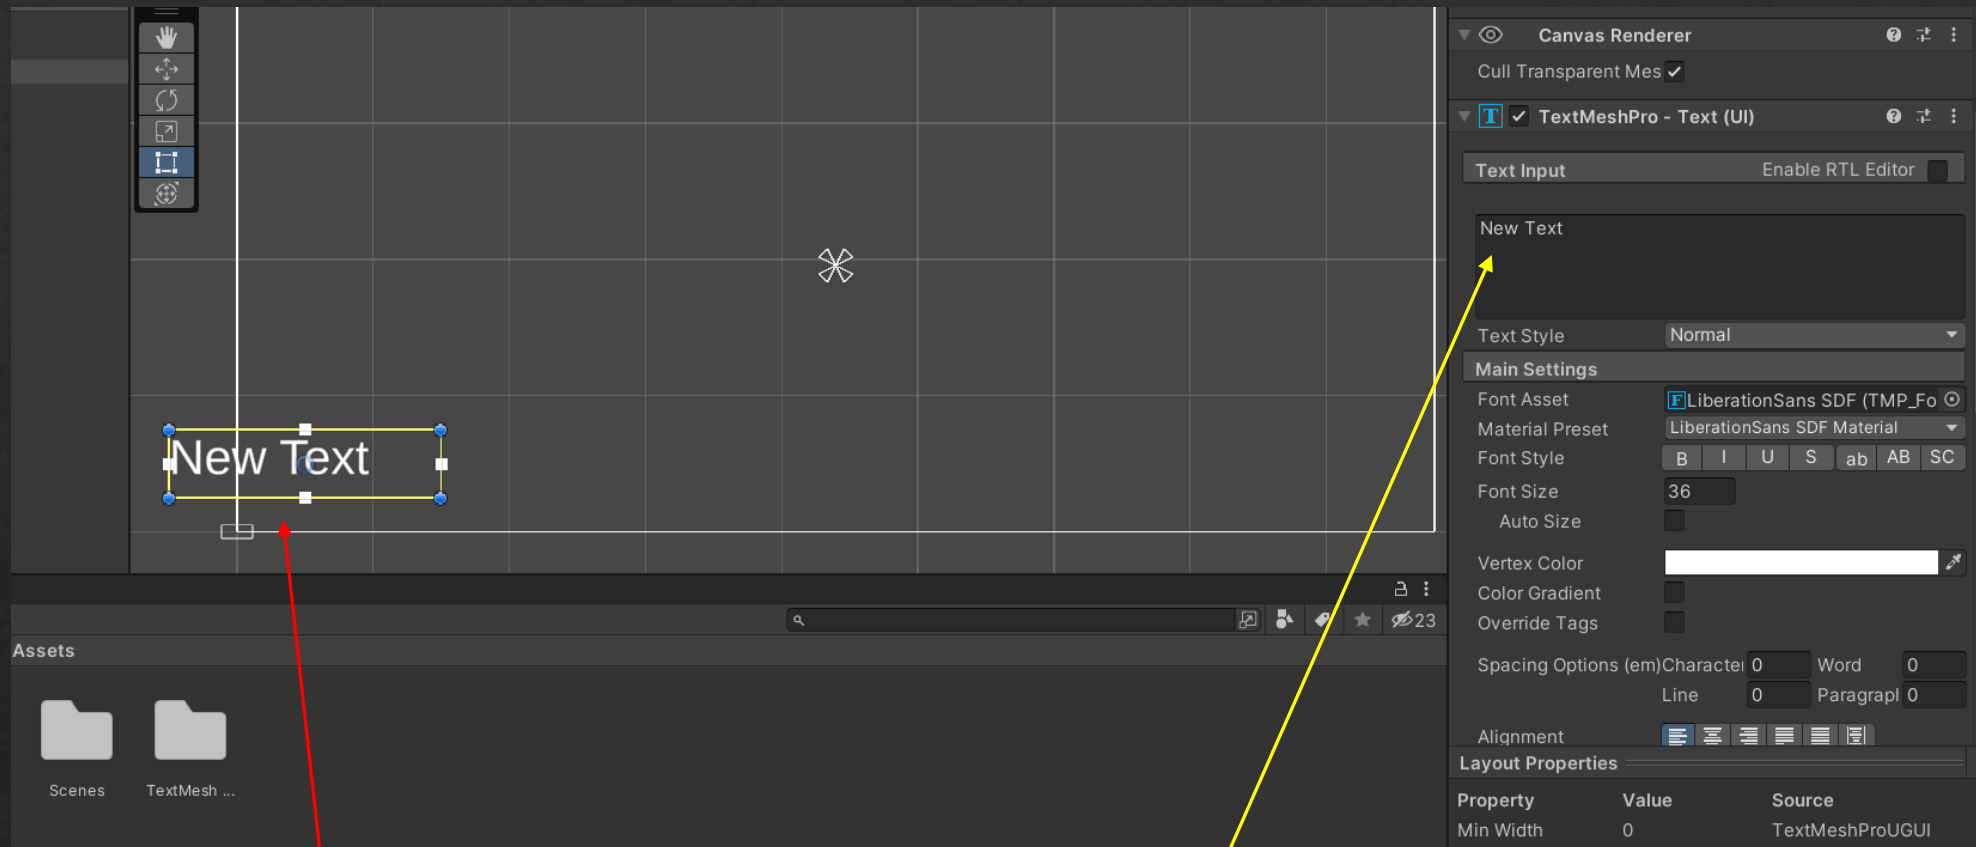 Canvas Renderer
Cull Transparent Mes
TextMeshPro - Text (UI)
Text Input
Enable RTL Editor
New Text
Text Style
Normal
Main Settings
Font Asset
LiberationSans SDF (TMP_Fo
Material Preset
LiberationSans SDF Material
Font Style
B I U S ab AB SC
Font Size
36
Auto Size
Vertex Color
Color Gradient
Override Tags
Spacing Options (em)
Character 0 Word 0
Line 0 Paragraph 0
Alignment
Layout Properties
Property Value Source
Min Width 0 TextMeshProUGUI
New Text
23
Assets
Scenes
TextMesh ...